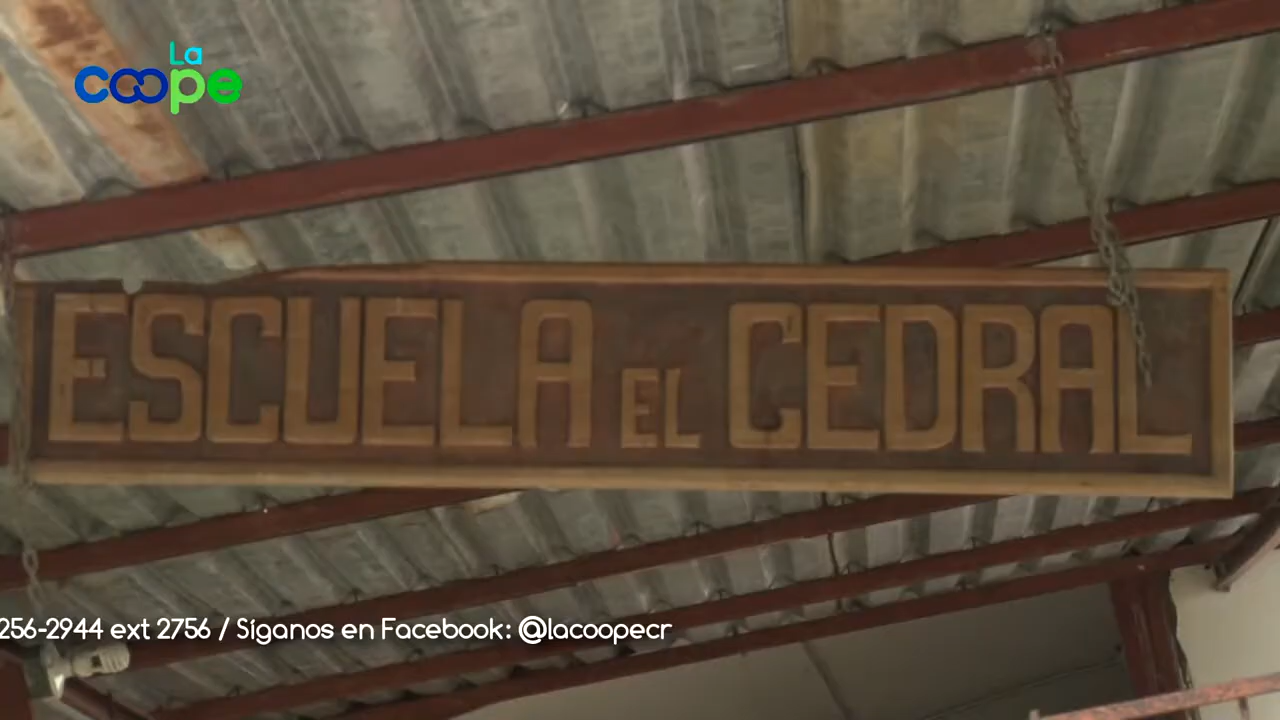 La
coope
ESCUELA EL CEDRAL
256-2944 ext 2756 / Síganos en Facebook: @lacoopecr